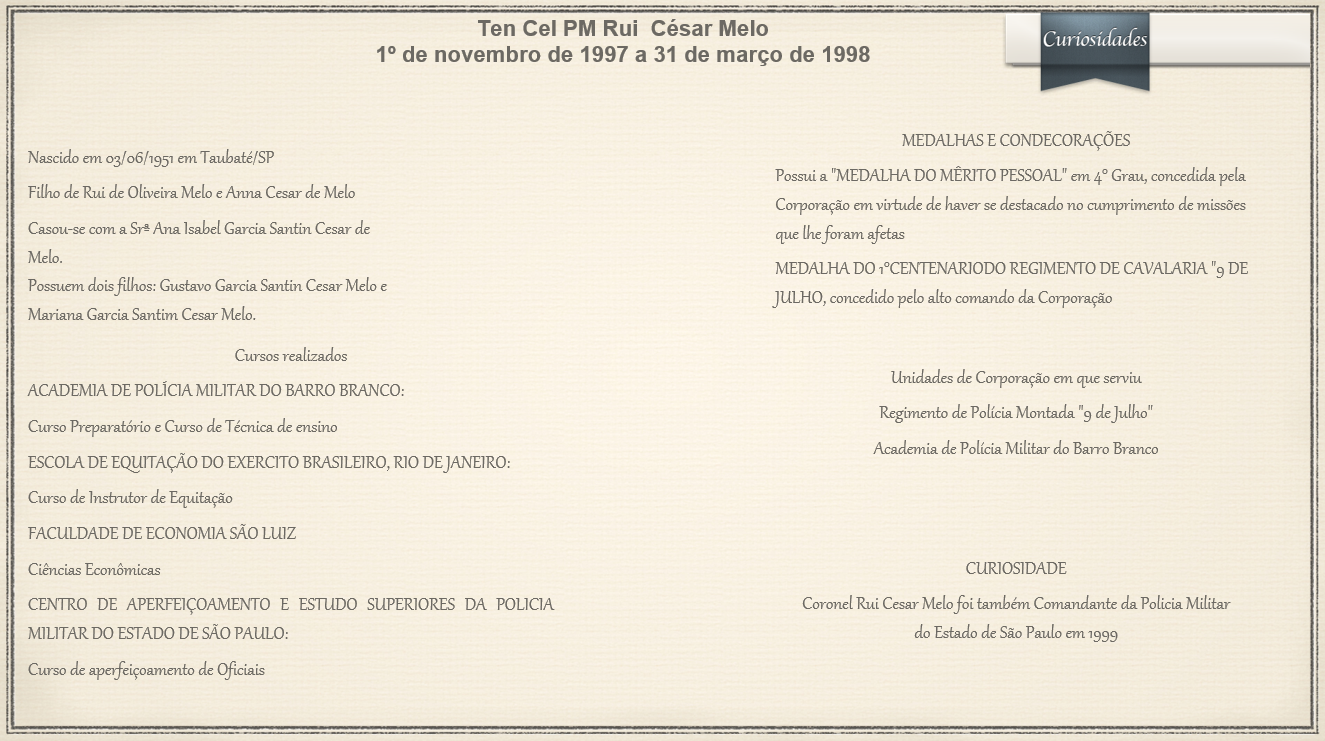 Ten Cel PM Rui César Melo
1º de novembro de 1997 a 31 de março de 1998
Curiosidades
Nascido em 03/06/1951 em Taubaté/SP
Filho de Rui de Oliveira Melo e Anna Cesar de Melo
Casou-se com a Srª Ana Isabel Garcia Santin Cesar de
Melo.
Possuem dois filhos: Gustavo Garcia Santin Cesar Melo e
Mariana Garcia Santim Cesar Melo.
Cursos realizados
ACADEMIA DE POLÍCIA MILITAR DO BARRO BRANCO:
Curso Preparatório e Curso de Técnica de ensino
ESCOLA DE EQUITAÇÃO DO EXERCITO BRASILEIRO, RIO DE JANEIRO:
Curso de Instrutor de Equitação
FACULDADE DE ECONOMIA SÃO LUIZ
Ciências Econômicas
CENTRO DE APERFEIÇOAMENTO E ESTUDO SUPERIORES DA POLICIA
MILITAR DO ESTADO DE SÃO PAULO:
Curso de aperfeiçoamento de Oficiais
MEDALHAS E CONDECORAÇÕES
Possui a "MEDALHA DO MÊRITO PESSOAL" em 4º Grau, concedida pela
Corporação em virtude de haver se destacado no cumprimento de missões
que lhe foram afetas
MEDALHA DO 1ºCENTENARIODO REGIMENTO DE CAVALARIA "9 DE
JULHO, concedido pelo alto comando da Corporação
Unidades de Corporação em que serviu
Regimento de Polícia Montada "9 de Julho"
Academia de Polícia Militar do Barro Branco
CURIOSIDADE
Coronel Rui Cesar Melo foi também Comandante da Policia Militar
do Estado de São Paulo em 1999